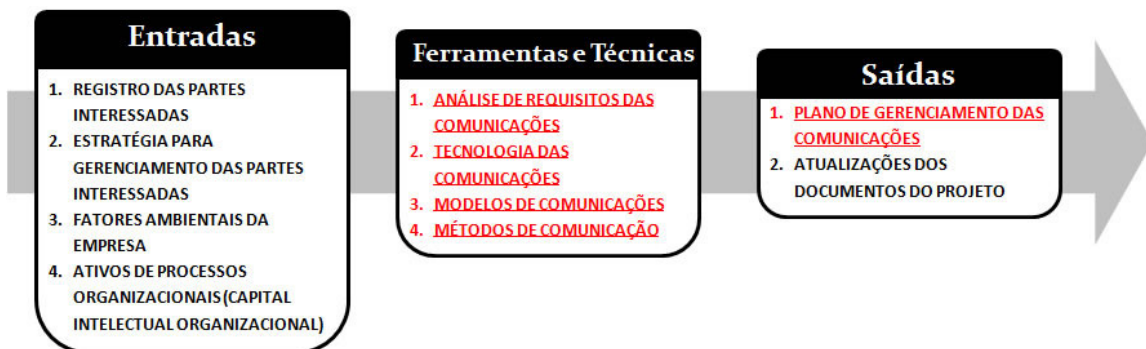 Entradas
1. REGISTRO DAS PARTES
INTERESSADAS
2. ESTRATÉGIA PARA
GERENCIAMENTO DAS PARTES
INTERESSADAS
3. FATORES AMBIENTAIS DA
EMPRESA
4. ATIVOS DE PROCESSOS
ORGANIZACIONAIS (CAPITAL
INTELECTUAL ORGANIZACIONAL)
Ferramentas e Técnicas
1. ANÁLISE DE REQUISITOS DAS
COMUNICAÇÕES
2. TECNOLOGIA DAS
COMUNICAÇÕES
3. MODELOS DE COMUNICAÇÕES
4. MÉTODOS DE COMUNICAÇÃO
Saídas
1. PLANO DE GERENCIAMENTO DAS
COMUNICAÇÕES
2. ATUALIZAÇÕES DOS
DOCUMENTOS DO PROJETO